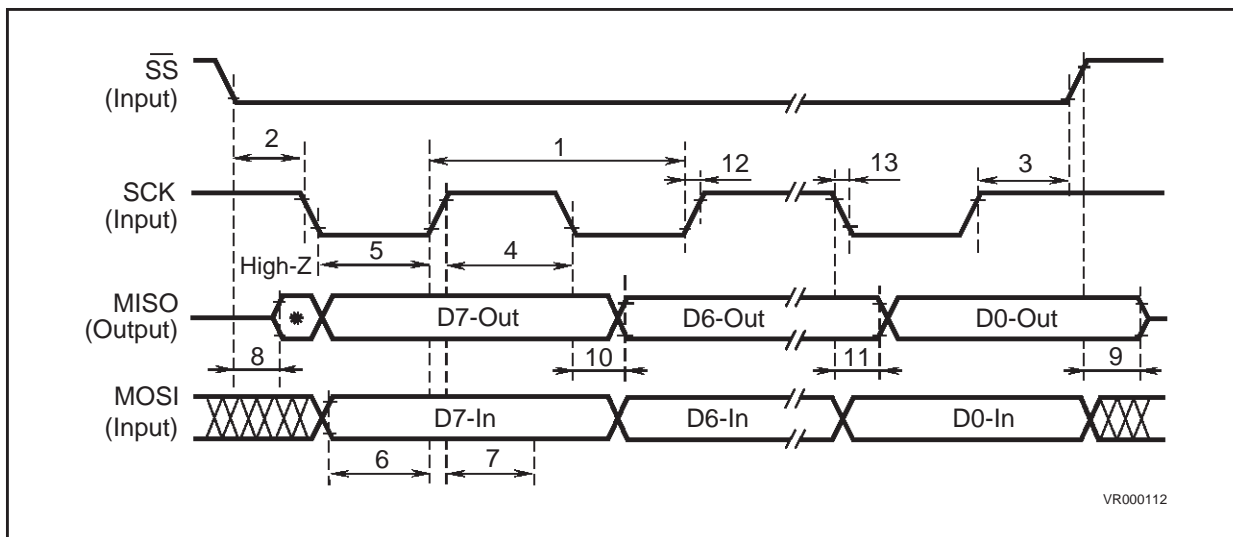 SS
(Input)
2
1
12
13
3
SCK
(Input)
5
4
High-Z
MISO
(Output)
D7-Out
D6-Out
D0-Out
8
10
11
9
MOSI
(Input)
D7-In
D6-In
D0-In
6
7
VR000112